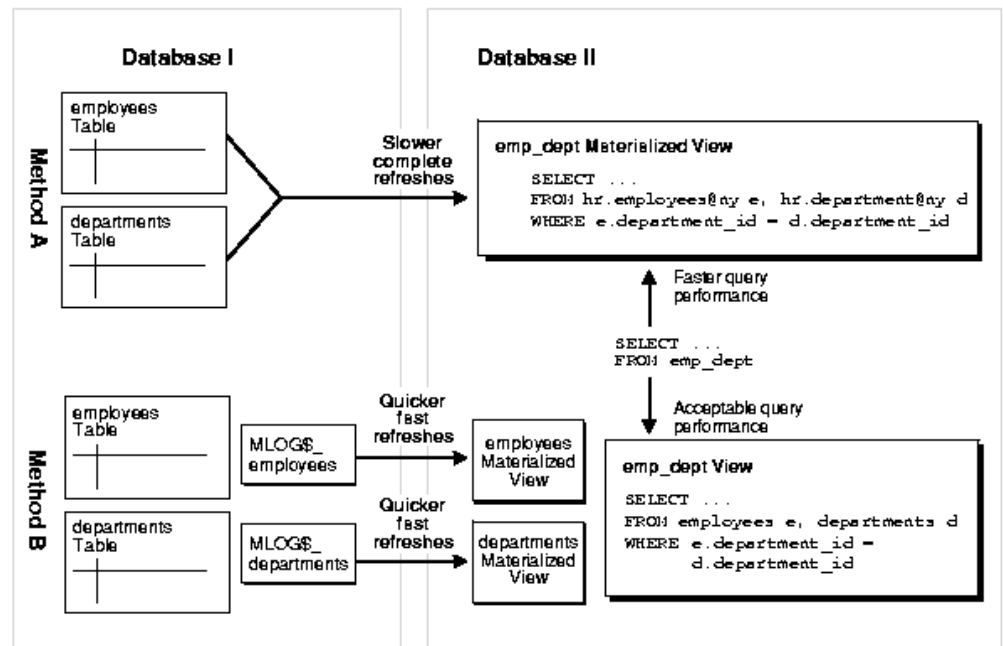 Database I
Database II
Method A
employees
Table
departments
Table
Slower
complete
refreshes
emp_dept Materialized View
SELECT ...
FROM hr.employees@ny e, hr.department@ny d
WHERE e.department_id = d.department_id
Faster query
performance
SELECT ...
FROM emp_dept
Acceptable query
performance
Method B
employees
Table
MLOG$_
employees
Quicker
fast
refreshes
employees
Materialized
View
departments
Table
MLOG$_
departments
Quicker
fast
refreshes
departments
Materialized
View
emp_dept View
SELECT ...
FROM employees e, departments d
WHERE e.department_id =
d.department_id